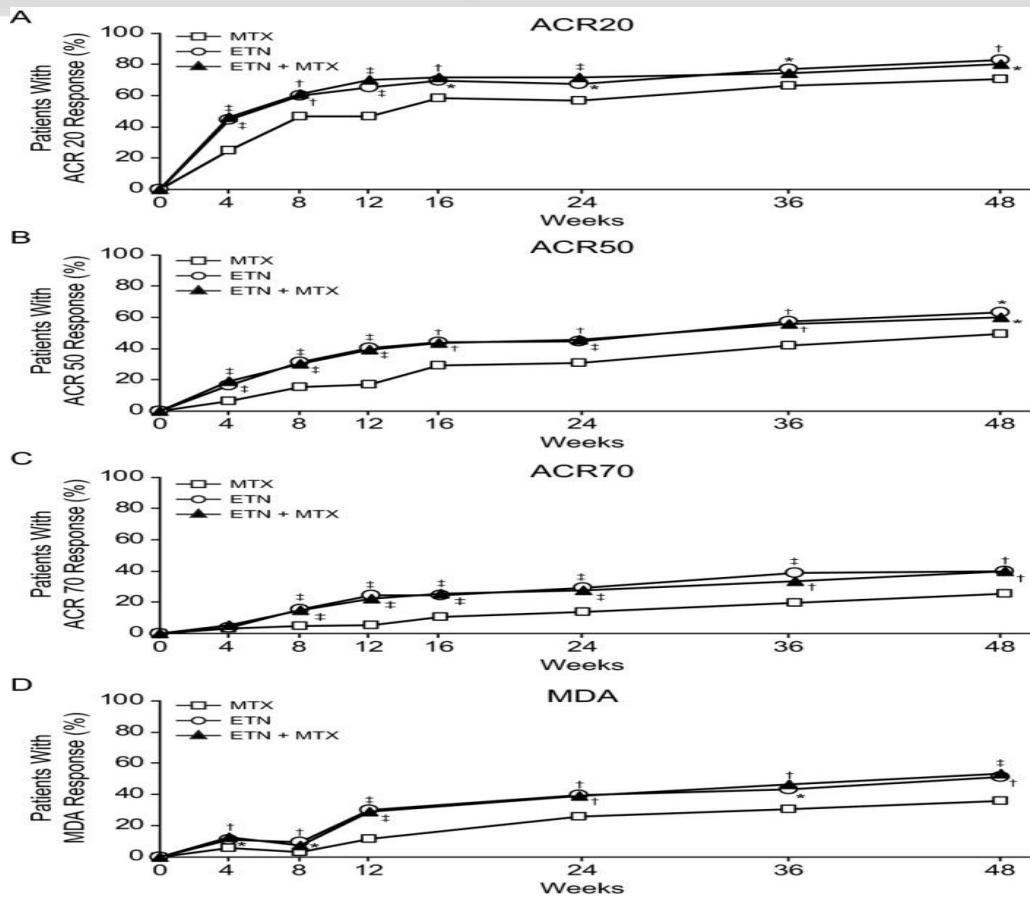 A
ACR20
Patients With
ACR 20 Response (%)
100
80
60
40
20
0
MTX
ETN
ETN + MTX
‡
‡
†
†
‡
‡
†
*
‡
*
*
†
*
0 4 8 12 16 24 36 48
Weeks
B
ACR50
Patients With
ACR 50 Response (%)
100
80
60
40
20
0
MTX
ETN
ETN + MTX
‡
‡
‡
‡
‡
‡
†
†
†
‡
†
†
*
*
0 4 8 12 16 24 36 48
Weeks
C
ACR70
Patients With
ACR 70 Response (%)
100
80
60
40
20
0
MTX
ETN
ETN + MTX
‡
‡
‡
‡
‡
‡
‡
‡
‡
†
†
†
0 4 8 12 16 24 36 48
Weeks
D
MDA
Patients With
MDA Response (%)
100
80
60
40
20
0
MTX
ETN
ETN + MTX
†
*
†
*
‡
‡
†
†
†
*
‡
†
0 4 8 12 24 36 48
Weeks